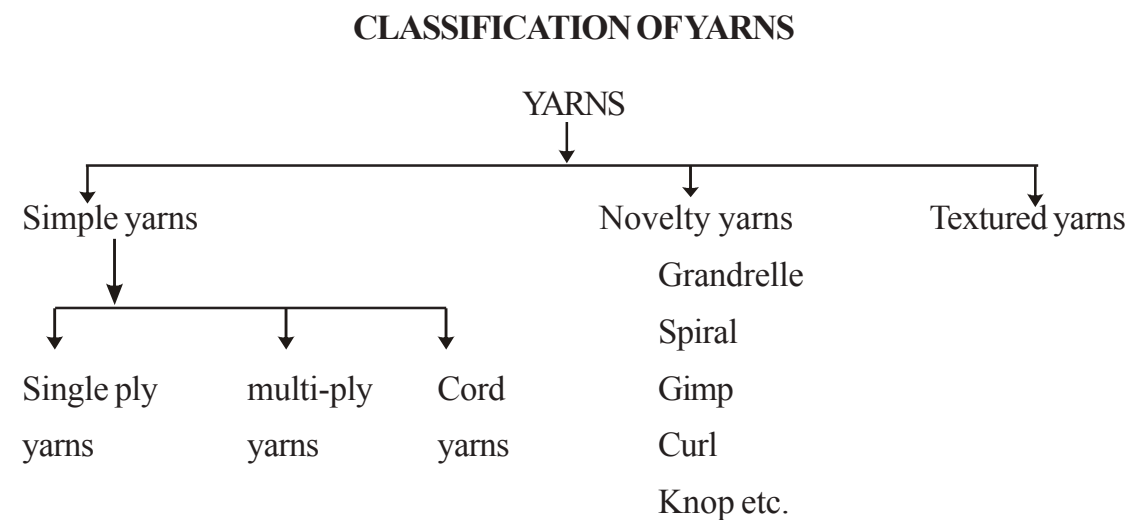 CLASSIFICATION OF YARNS
YARNS
Simple yarns
Novelty yarns
Textured yarns
Grandrelle
Spiral
Single ply
yarns
multi-ply
yarns
Cord
yarns
Gimp
Curl
Knop etc.